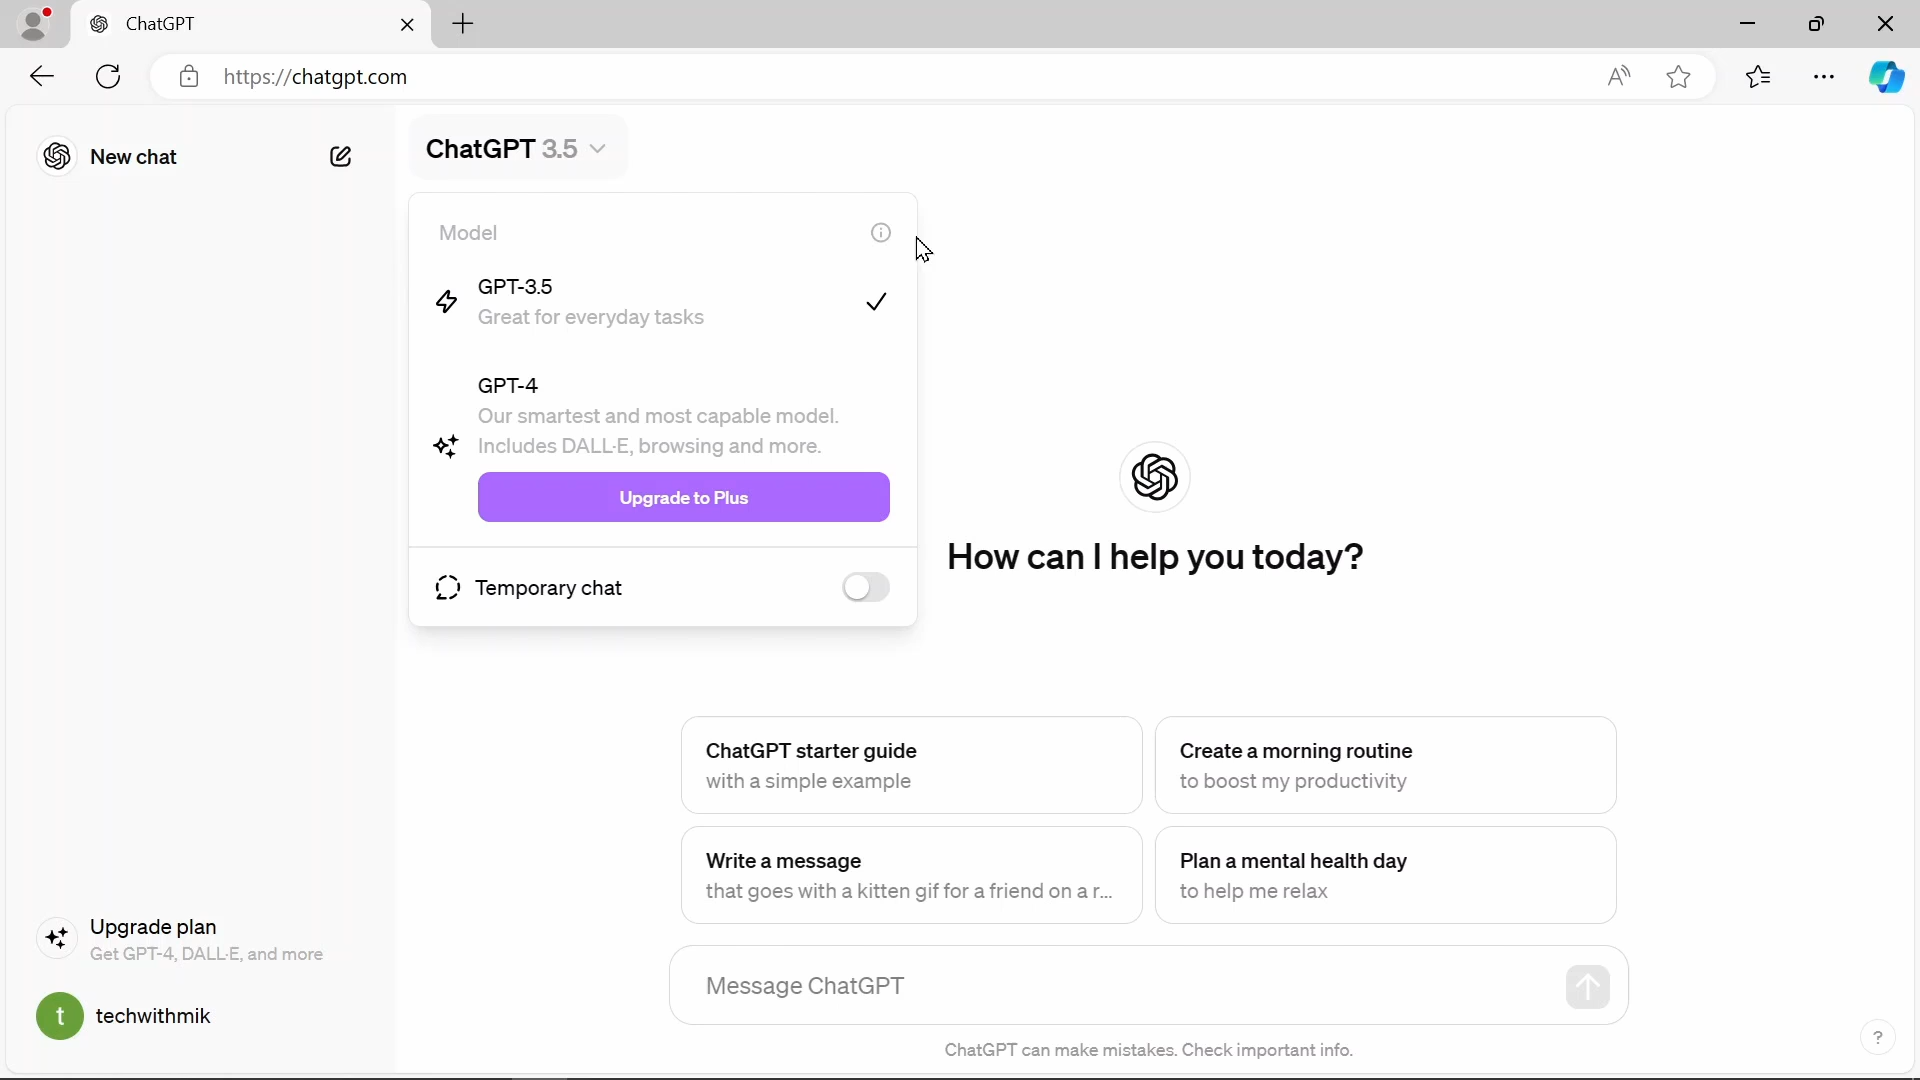 ChatGPT
https://chatgpt.com
New chat
ChatGPT 3.5
Model
GPT-3.5
Great for everyday tasks
GPT-4
Our smartest and most capable model.
Includes DALL·E, browsing and more.
Upgrade to Plus
Temporary chat
How can I help you today?
ChatGPT starter guide
with a simple example
Create a morning routine
to boost my productivity
Write a message
that goes with a kitten gif for a friend on a r...
Plan a mental health day
to help me relax
Upgrade plan
Get GPT-4, DALL·E, and more
t
techwithmik
Message ChatGPT
ChatGPT can make mistakes. Check important info.
?